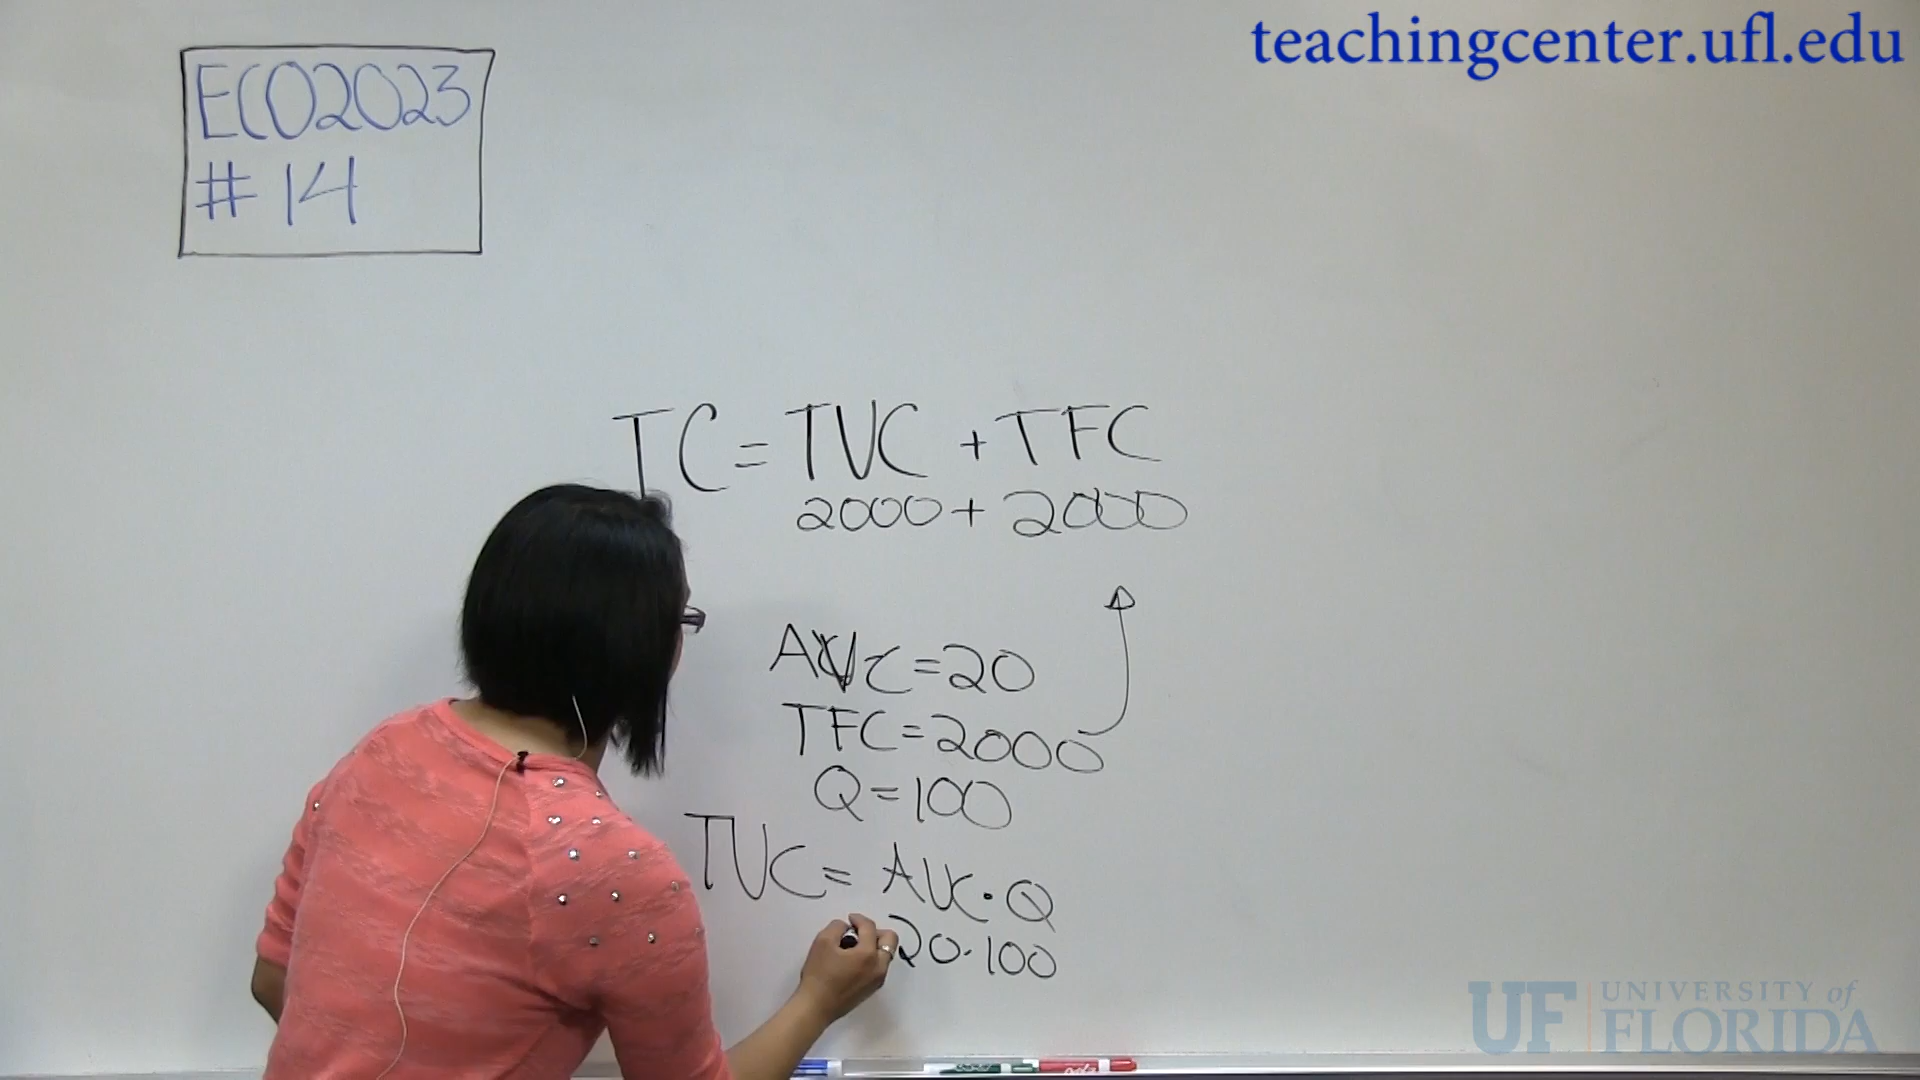 teachingcenter.ufl.edu
ECO2023
# 14
TC = TVC + TFC
2000 + 2000
AVC = 20
TFC = 2000
Q = 100
TVC = AVC · Q
20 · 100
UF UNIVERSITY of
FLORIDA